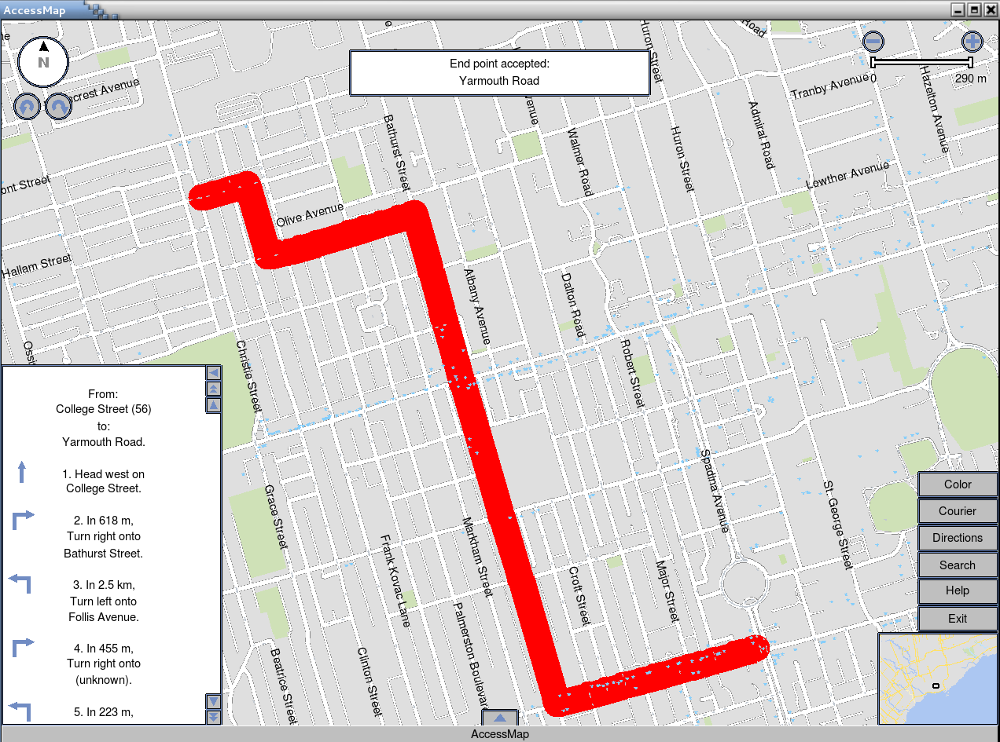 AccessMap
End point accepted:
Yarmouth Road
N
0
290 m
Road
Huron Street
Tranby Avenue
Hazelton Avenue
Admiral Road
Bathurst Street
Walmer Road
Huron Street
Lowther Avenue
ont Street
Olive Avenue
Hallam Street
Albany Avenue
Dalton Road
Christie Street
Robert Street
Spadina Avenue
St. George Street
Grace Street
Frank Kovac Lane
Markham Street
Croft Street
Major Street
Palmerston Boulevar
Clinton Street
Beatrice Street
From:
College Street (56)
to:
Yarmouth Road.
1. Head west on
College Street.
2. In 618 m,
Turn right onto
Bathurst Street.
3. In 2.5 km,
Turn left onto
Follis Avenue.
4. In 455 m,
Turn right onto
(unknown).
5. In 223 m,
Color
Courier
Directions
Search
Help
Exit
AccessMap